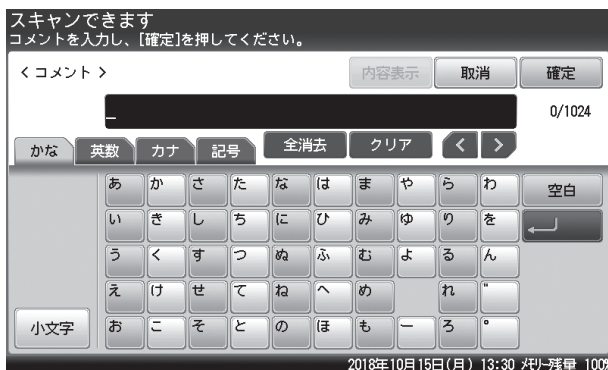 スキャンできます
コメントを入力し、[確定]を押してください。
<コメント> 内容表示 取消 確定
_ 0/1024
かな 英数 カナ 記号 全消去 クリア < >
あ か さ た な は ま や ら わ 空白
い き し ち に ひ み ゆ り を
う く す つ ぬ ふ む よ る ん
え け せ て ね へ め れ ゛
小文字 お こ そ と の ほ も ー ろ ゜
2018年10月15日(月) 13:30 メモリー残量 100%